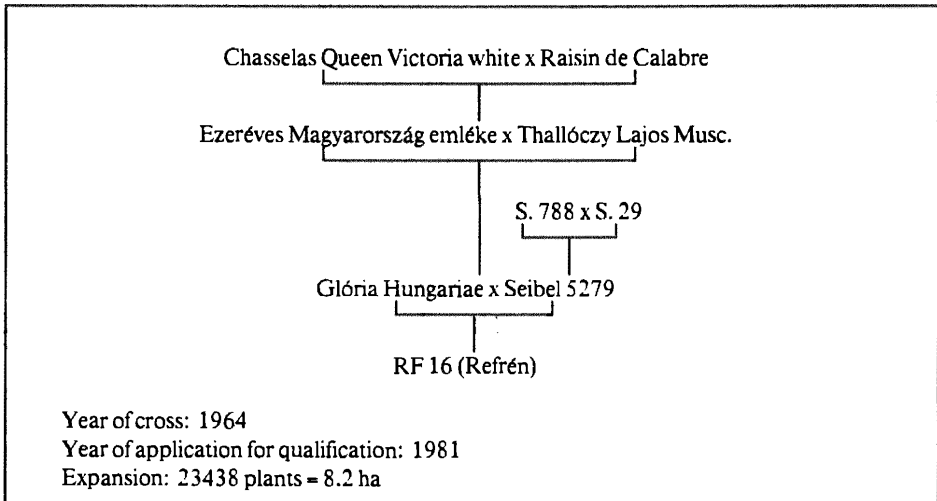 Chasselas Queen Victoria white x Raisin de Calabre
Ezeréves Magyarország emléke x Thallóczy Lajos Musc.
S. 788 x S. 29
Glória Hungariae x Seibel 5279
RF 16 (Refrén)
Year of cross: 1964
Year of application for qualification: 1981
Expansion: 23438 plants = 8.2 ha